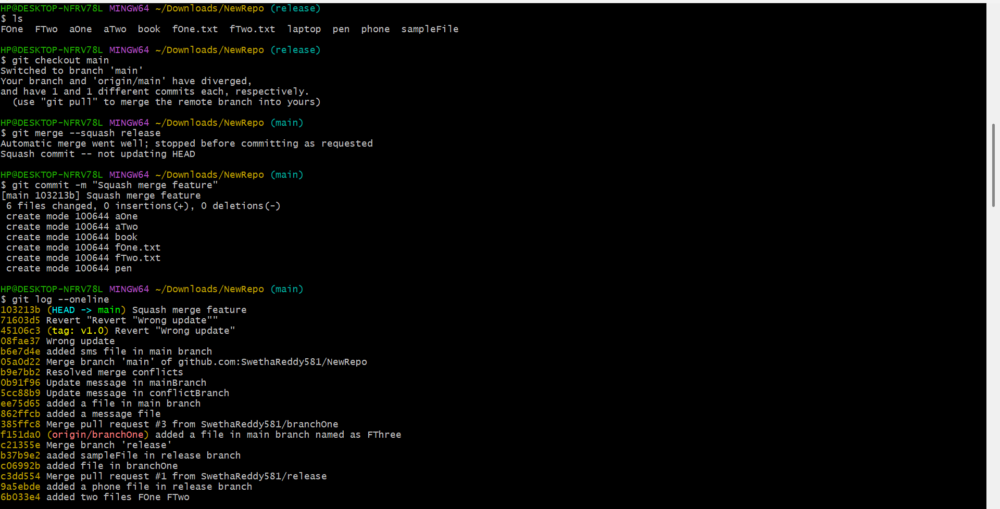 HP@DESKTOP-NFRV78L MINGW64 ~/Downloads/NewRepo (release)
$ ls
FOne  FTwo  aOne  aTwo  book  fOne.txt  fTwo.txt  laptop  pen  phone  sampleFile
HP@DESKTOP-NFRV78L MINGW64 ~/Downloads/NewRepo (release)
$ git checkout main
Switched to branch 'main'
Your branch and 'origin/main' have diverged,
and have 1 and 1 different commits each, respectively.
  (use "git pull" to merge the remote branch into yours)
HP@DESKTOP-NFRV78L MINGW64 ~/Downloads/NewRepo (main)
$ git merge --squash release
Automatic merge went well; stopped before committing as requested
Squash commit -- not updating HEAD
HP@DESKTOP-NFRV78L MINGW64 ~/Downloads/NewRepo (main)
$ git commit -m "Squash merge feature"
[main 103213b] Squash merge feature
 6 files changed, 0 insertions(+), 0 deletions(-)
 create mode 100644 aOne
 create mode 100644 aTwo
 create mode 100644 book
 create mode 100644 fOne.txt
 create mode 100644 fTwo.txt
 create mode 100644 pen
HP@DESKTOP-NFRV78L MINGW64 ~/Downloads/NewRepo (main)
$ git log --oneline
103213b (HEAD -> main) Squash merge feature
71603d5 Revert "Revert "Wrong update""
45106c3 (tag: v1.0) Revert "Wrong update"
08fae37 Wrong update
b6e7d4e added sms file in main branch
05a0d22 Merge branch 'main' of github.com:SwethaReddy581/NewRepo
b9e7bb2 Resolved merge conflicts
0b91f96 Update message in mainBranch
5cc88b9 Update message in conflictBranch
ee75d65 added a file in main branch
862ffcb added a message file
385ffc8 Merge pull request #3 from SwethaReddy581/branchOne
f151da0 (origin/branchOne) added a file in main branch named as FThree
c21355e Merge branch 'release'
b37b9e2 aaded sampleFile in release branch
c06992b added file in branchOne
c3dd554 Merge pull request #1 from SwethaReddy581/release
9a5ebde added a phone file in release branch
6b033e4 added two files FOne FTwo